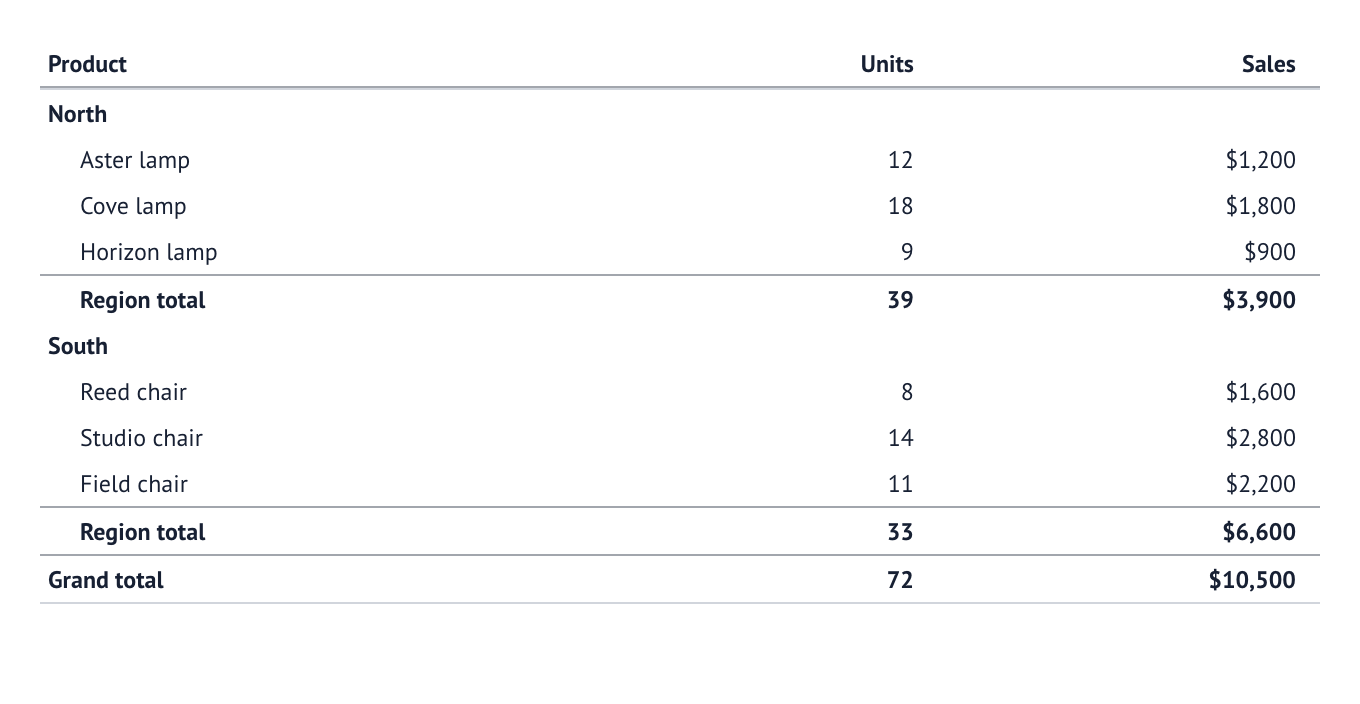 Product Units Sales
North
Aster lamp 12 $1,200
Cove lamp 18 $1,800
Horizon lamp 9 $900
Region total 39 $3,900
South
Reed chair 8 $1,600
Studio chair 14 $2,800
Field chair 11 $2,200
Region total 33 $6,600
Grand total 72 $10,500